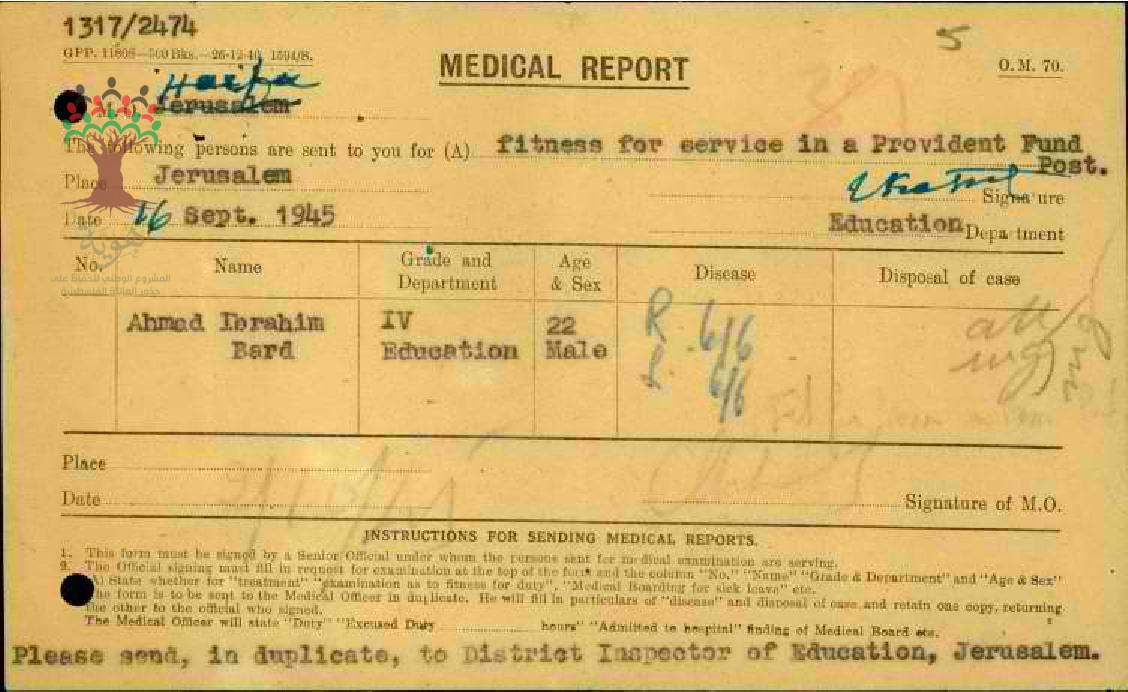 1317/2474
G.P.P. 11808—500 Bks.—26-12-40 1594/S.
5
MEDICAL REPORT
O. M. 70.
Haifa
M. O. Jerusalem
The following persons are sent to you for (A) fitness for service in a Provident Fund
Post.
Place Jerusalem
Signature
Date 16 Sept. 1945
Education Department
جذور
المشروع الوطني للحفاظ على
جذور العائلة الفلسطينية
No. Name Grade and Department Age & Sex Disease Disposal of case
Ahmad Ibrahim IV 22 R 6/6
Bard Education Male L 6/6
Place
Date Signature of M.O.
INSTRUCTIONS FOR SENDING MEDICAL REPORTS.
1. This form must be signed by a Senior Official under whom the persons sent for medical examination are serving.
2. The Official signing must fill in request for examination at the top of the form and the column "No." "Name" "Grade & Department" and "Age & Sex"
A) State whether for "treatment" "examination as to fitness for duty". "Medical Boarding for sick leave" etc.
The form is to be sent to the Medical Officer in duplicate. He will fill in particulars of "disease" and disposal of case and retain one copy, returning
the other to the official who signed.
The Medical Officer will state "Duty" "Excused Duty hours" "Admitted to hospital" finding of Medical Board etc.
Please send, in duplicate, to District Inspector of Education, Jerusalem.